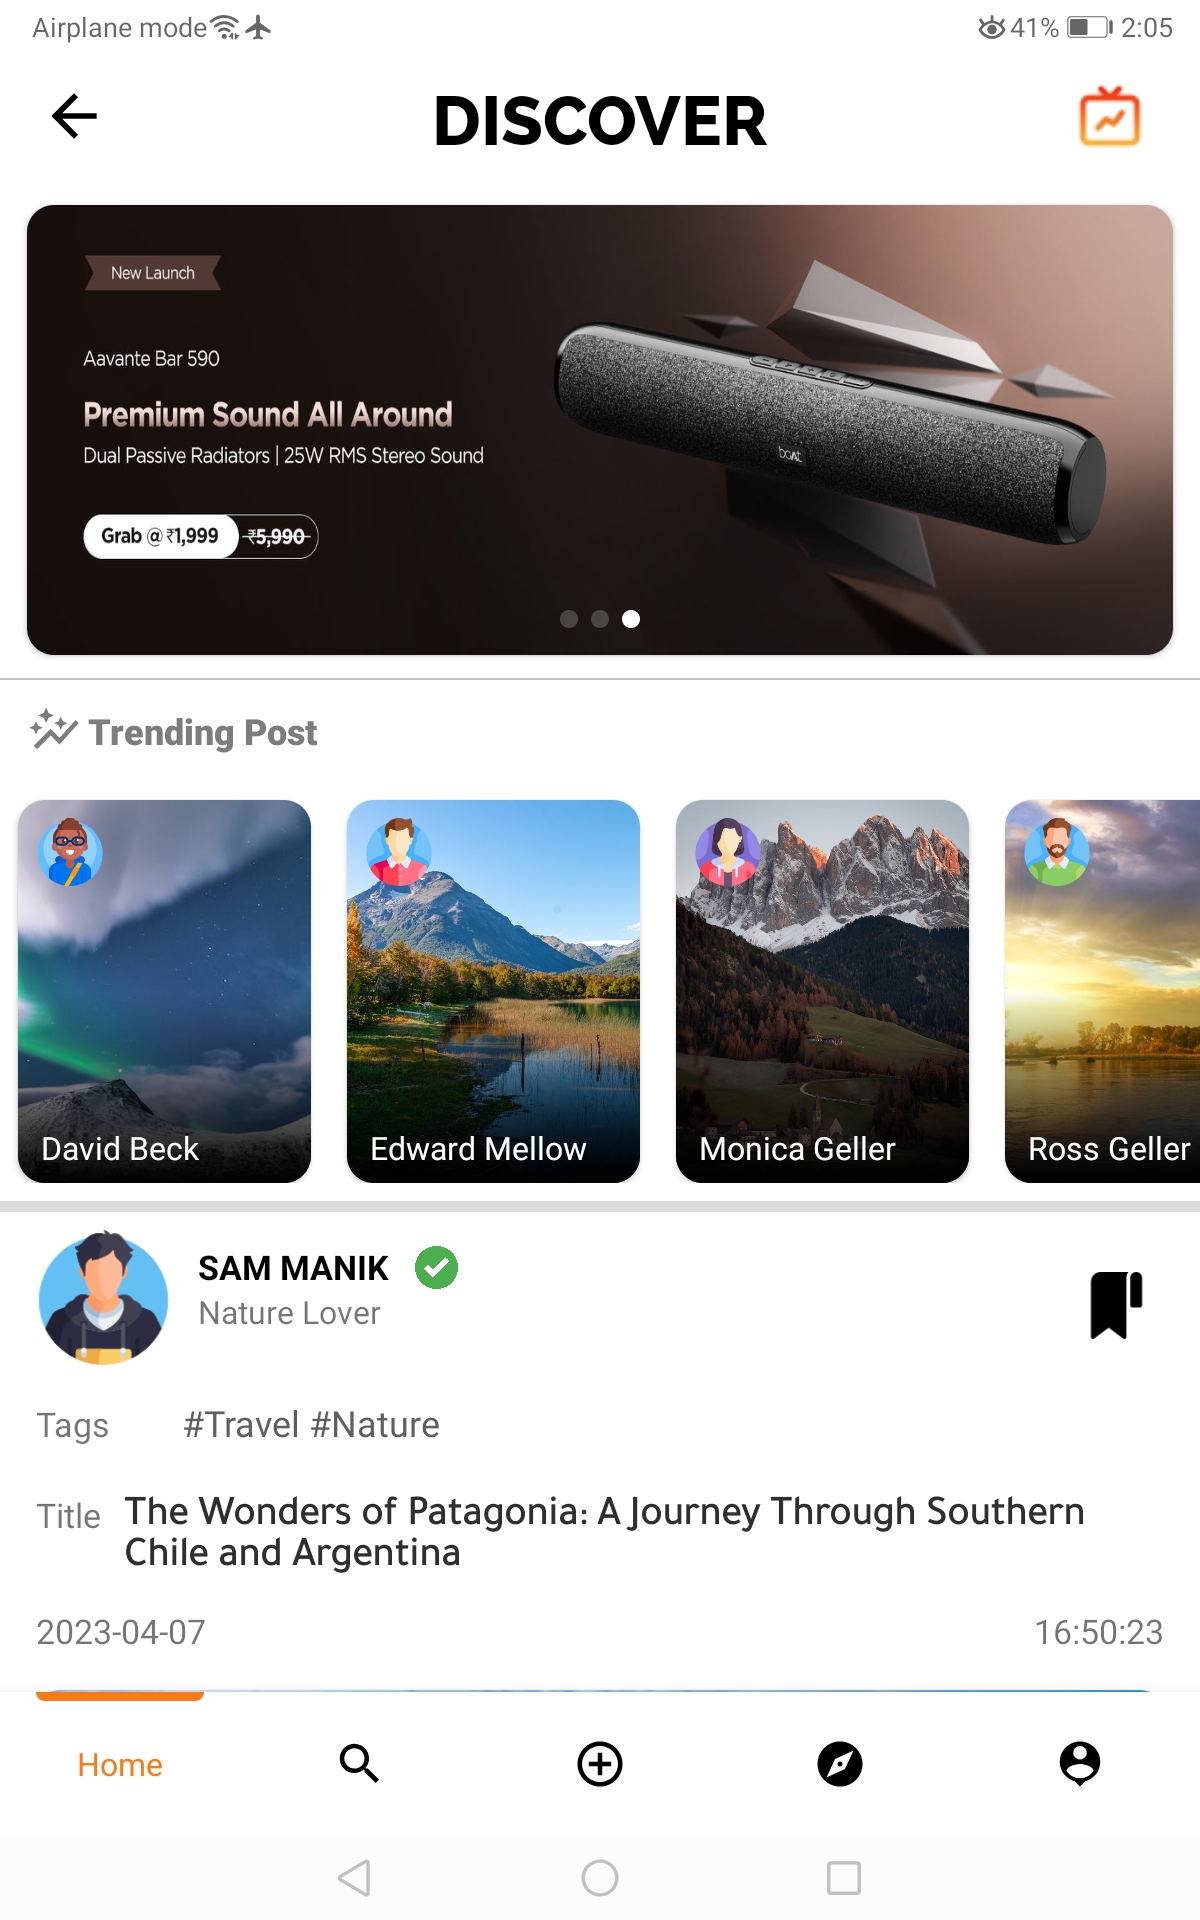 Airplane mode 41% 2:05
DISCOVER
New Launch
Aavante Bar 590
Premium Sound All Around
Dual Passive Radiators | 25W RMS Stereo Sound
boAt
Grab @ ₹1,999 ₹5,990
Trending Post
David Beck
Edward Mellow
Monica Geller
Ross Geller
SAM MANIK
Nature Lover
Tags #Travel #Nature
Title The Wonders of Patagonia: A Journey Through Southern
Chile and Argentina
2023-04-07 16:50:23
Home